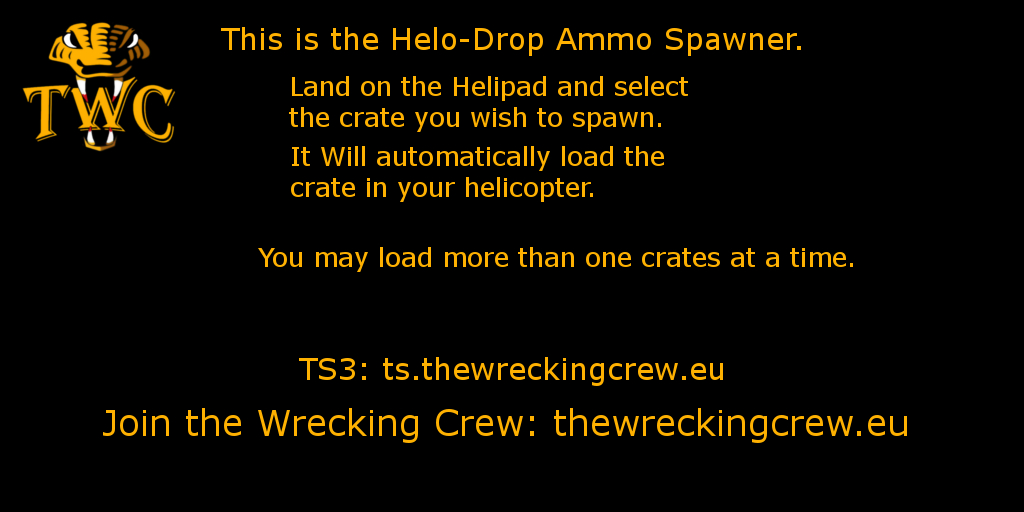 TWC
This is the Helo-Drop Ammo Spawner.
Land on the Helipad and select
the crate you wish to spawn.
It Will automatically load the
crate in your helicopter.
You may load more than one crates at a time.
TS3: ts.thewreckingcrew.eu
Join the Wrecking Crew: thewreckingcrew.eu